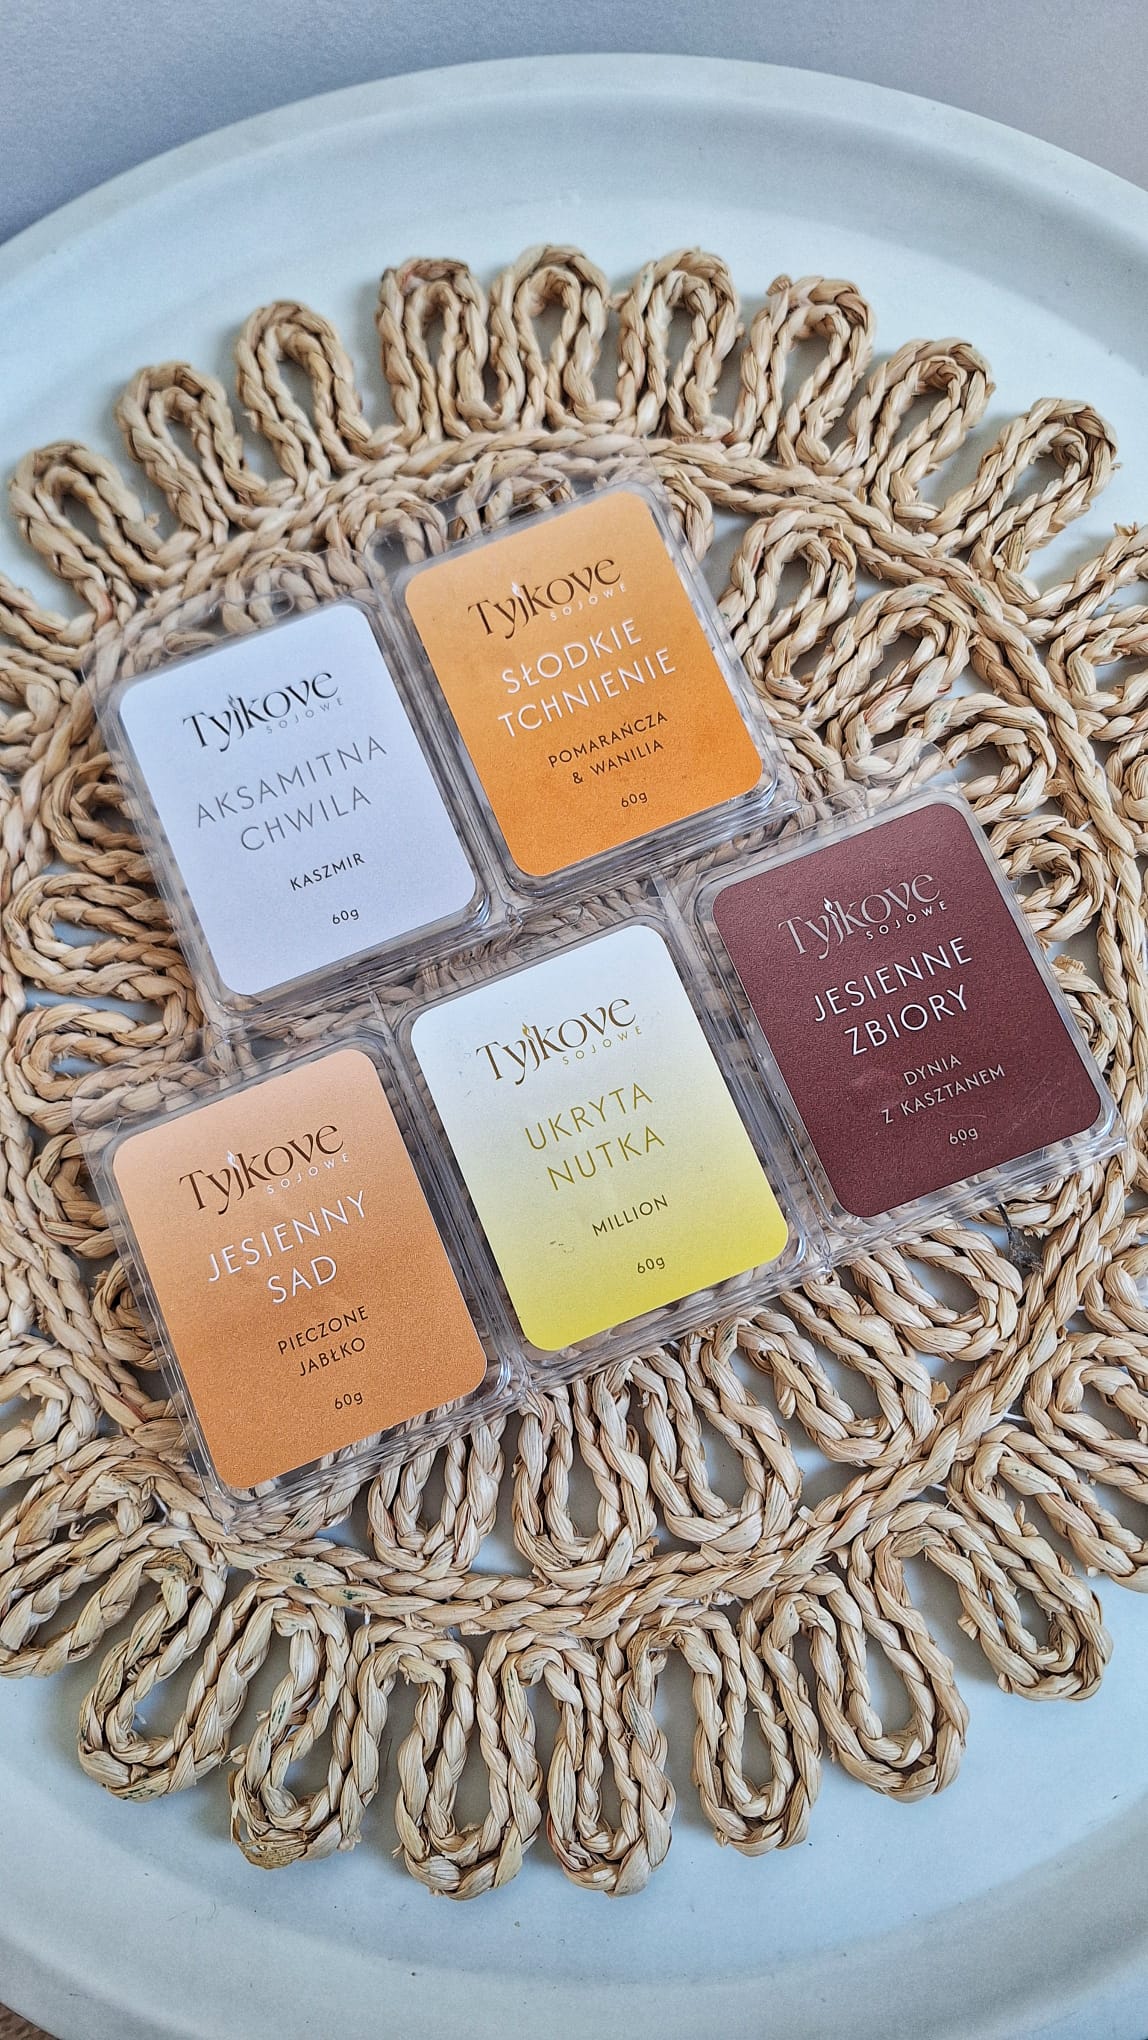 Tyjkove
SOJOWE
AKSAMITNA
CHWILA
KASZMIR
60g
Tyjkove
SOJOWE
SŁODKIE
TCHNIENIE
POMARAŃCZA
& WANILIA
60g
Tyjkove
SOJOWE
JESIENNY
SAD
PIECZONE
JABŁKO
60g
Tyjkove
SOJOWE
UKRYTA
NUTKA
MILLION
60g
Tyjkove
SOJOWE
JESIENNE
ZBIORY
DYNIA
Z KASZTANEM
60g